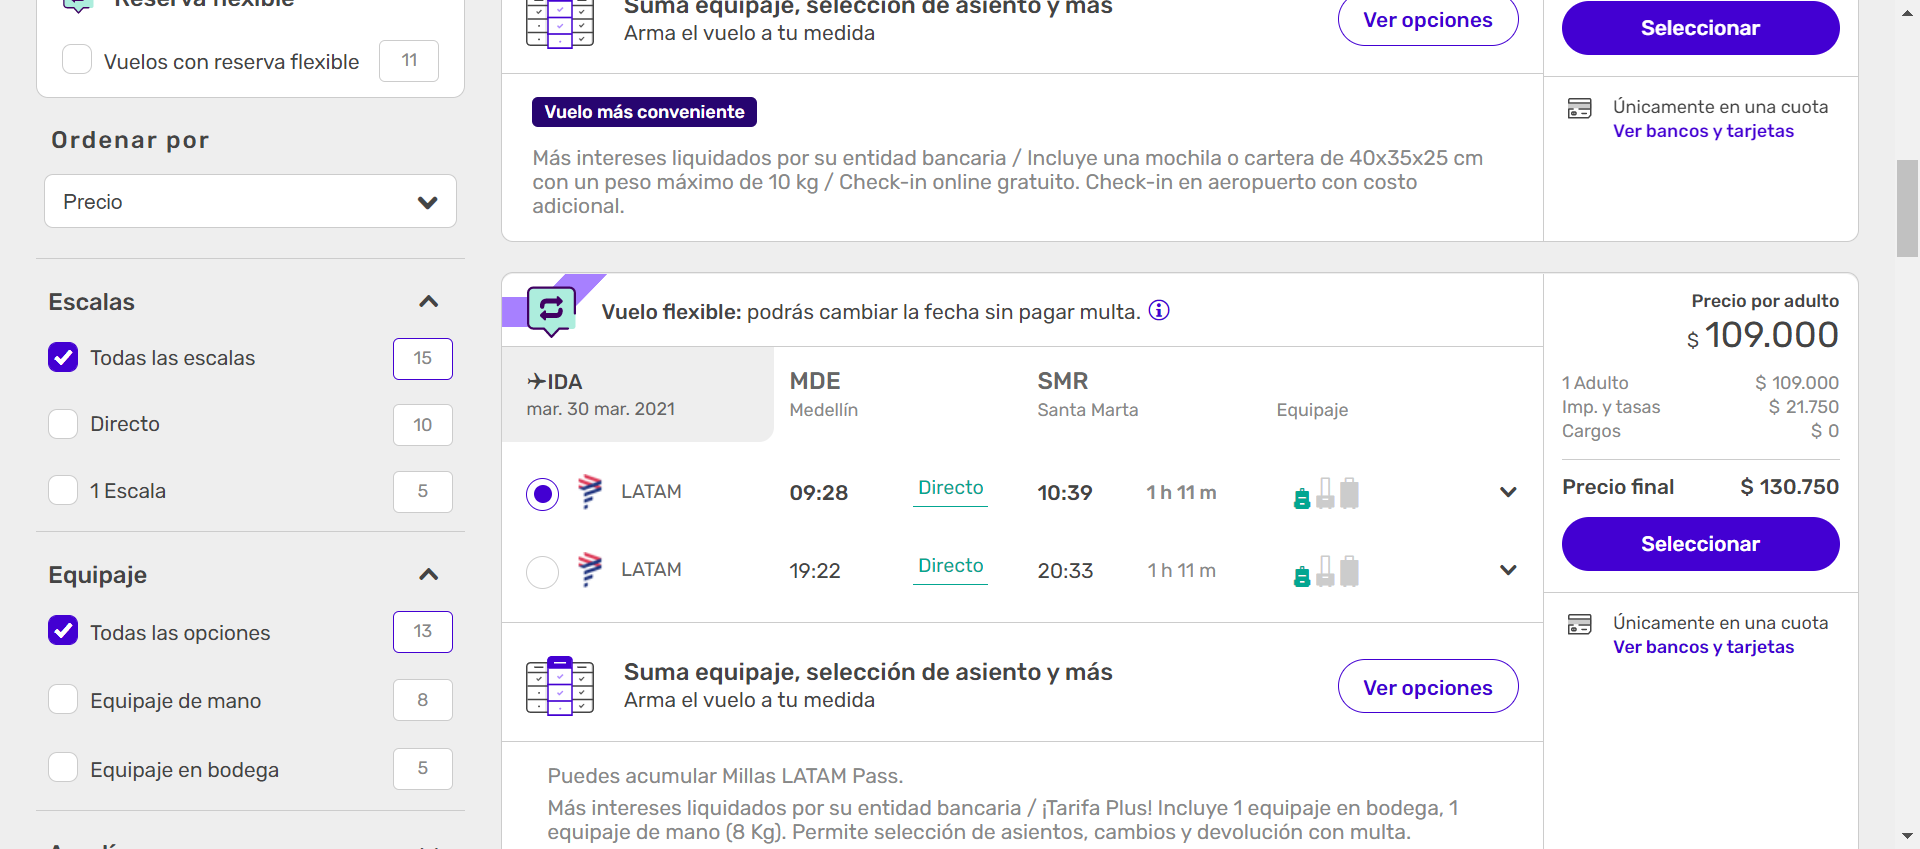 Reserva flexible
Vuelos con reserva flexible 11
Ordenar por
Precio
Escalas
Todas las escalas 15
Directo 10
1 Escala 5
Equipaje
Todas las opciones 13
Equipaje de mano 8
Equipaje en bodega 5
Suma equipaje, selección de asiento y más
Arma el vuelo a tu medida
Ver opciones
Vuelo más conveniente
Más intereses liquidados por su entidad bancaria / Incluye una mochila o cartera de 40x35x25 cm
con un peso máximo de 10 kg / Check-in online gratuito. Check-in en aeropuerto con costo
adicional.
Seleccionar
Únicamente en una cuota
Ver bancos y tarjetas
Vuelo flexible: podrás cambiar la fecha sin pagar multa.
IDA
mar. 30 mar. 2021
MDE
Medellín
SMR
Santa Marta
Equipaje
LATAM 09:28 Directo 10:39 1 h 11 m
LATAM 19:22 Directo 20:33 1 h 11 m
Suma equipaje, selección de asiento y más
Arma el vuelo a tu medida
Ver opciones
Puedes acumular Millas LATAM Pass.
Más intereses liquidados por su entidad bancaria / ¡Tarifa Plus! Incluye 1 equipaje en bodega, 1
equipaje de mano (8 Kg). Permite selección de asientos, cambios y devolución con multa.
Precio por adulto
$ 109.000
1 Adulto $ 109.000
Imp. y tasas $ 21.750
Cargos $ 0
Precio final $ 130.750
Seleccionar
Únicamente en una cuota
Ver bancos y tarjetas